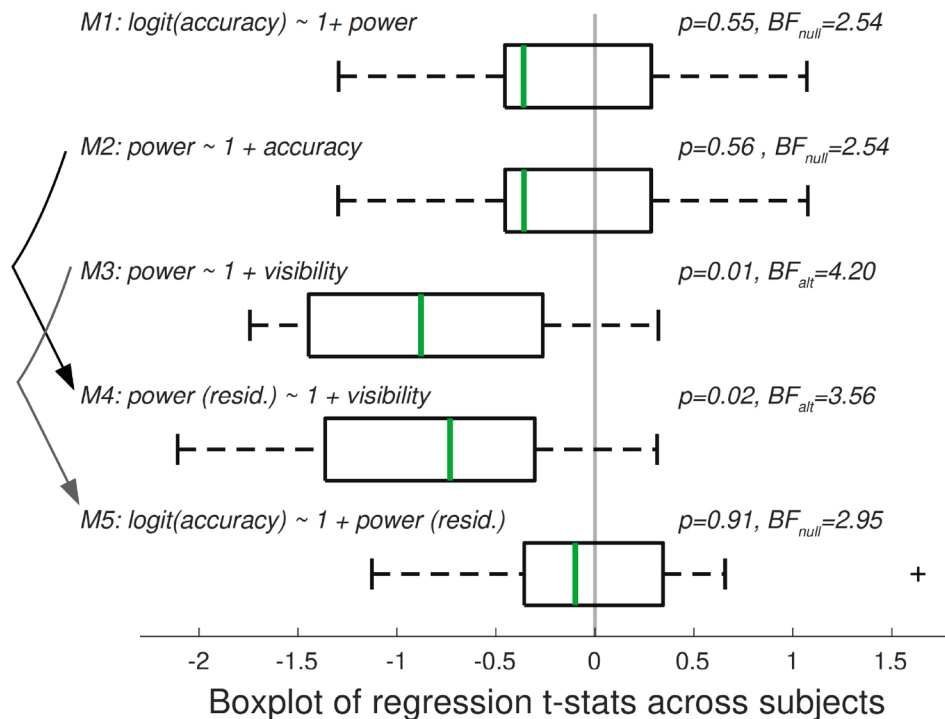 M1: logit(accuracy) ~ 1+ power p=0.55, BFnull=2.54
M2: power ~ 1 + accuracy p=0.56 , BFnull=2.54
M3: power ~ 1 + visibility p=0.01, BFalt=4.20
M4: power (resid.) ~ 1 + visibility p=0.02, BFalt=3.56
M5: logit(accuracy) ~ 1 + power (resid.) p=0.91, BFnull=2.95
-2 -1.5 -1 -0.5 0 0.5 1 1.5
Boxplot of regression t-stats across subjects